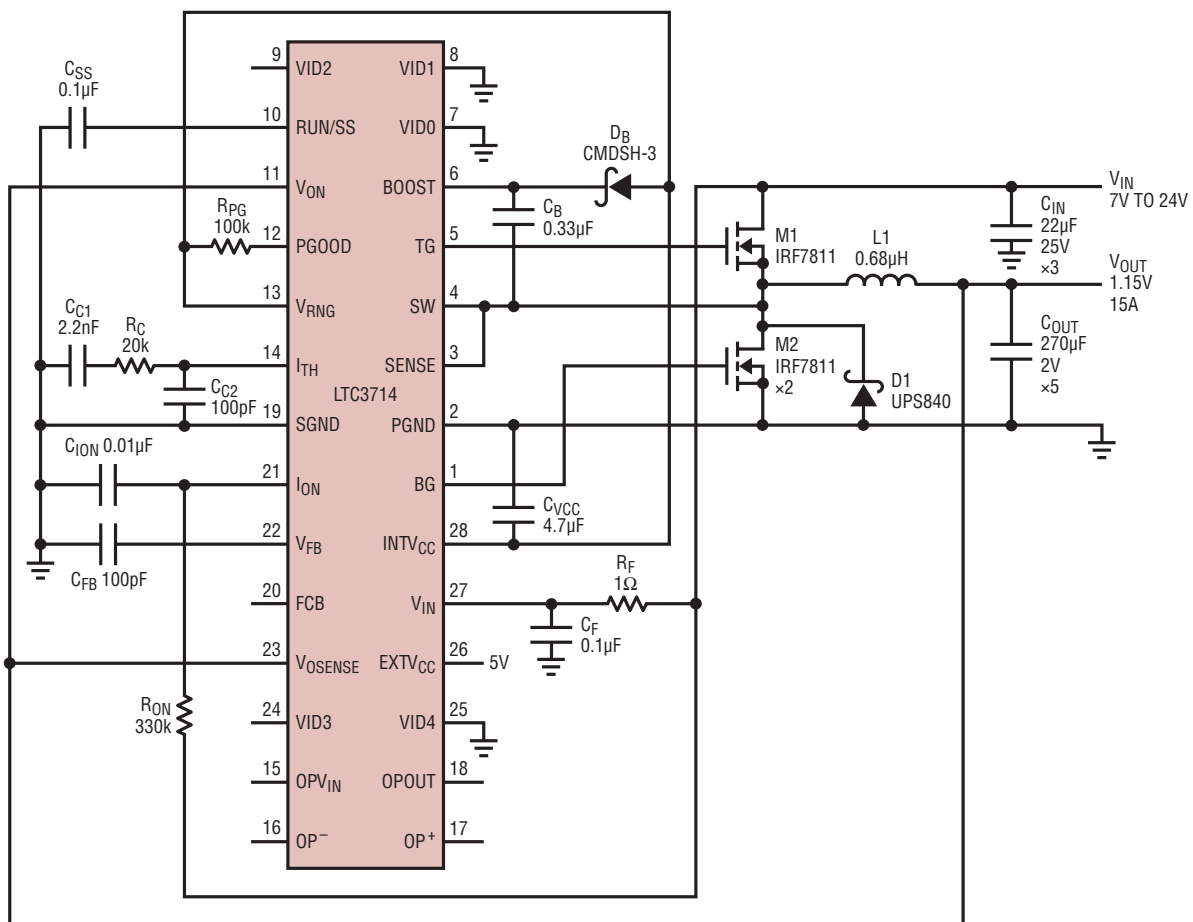 9
VID2
VID1
8
CSS
0.1µF
10
RUN/SS
VID0
7
DB
CMDSH-3
11
VON
BOOST
6
VIN
7V TO 24V
RPG
100k
12
PGOOD
TG
5
CB
0.33µF
M1
IRF7811
L1
0.68µH
CIN
22µF
25V
×3
13
VRNG
SW
4
VOUT
1.15V
15A
CC1
2.2nF
RC
20k
14
ITH
SENSE
3
M2
IRF7811
×2
COUT
270µF
2V
×5
CC2
100pF
LTC3714
D1
UPS840
19
SGND
PGND
2
CION 0.01µF
21
ION
BG
1
CVCC
4.7µF
22
VFB
INTVCC
28
CFB 100pF
RF
1Ω
20
FCB
VIN
27
CF
0.1µF
23
VOSENSE
EXTVCC
26
5V
RON
330k
24
VID3
VID4
25
15
OPVIN
OPOUT
18
16
OP−
OP+
17